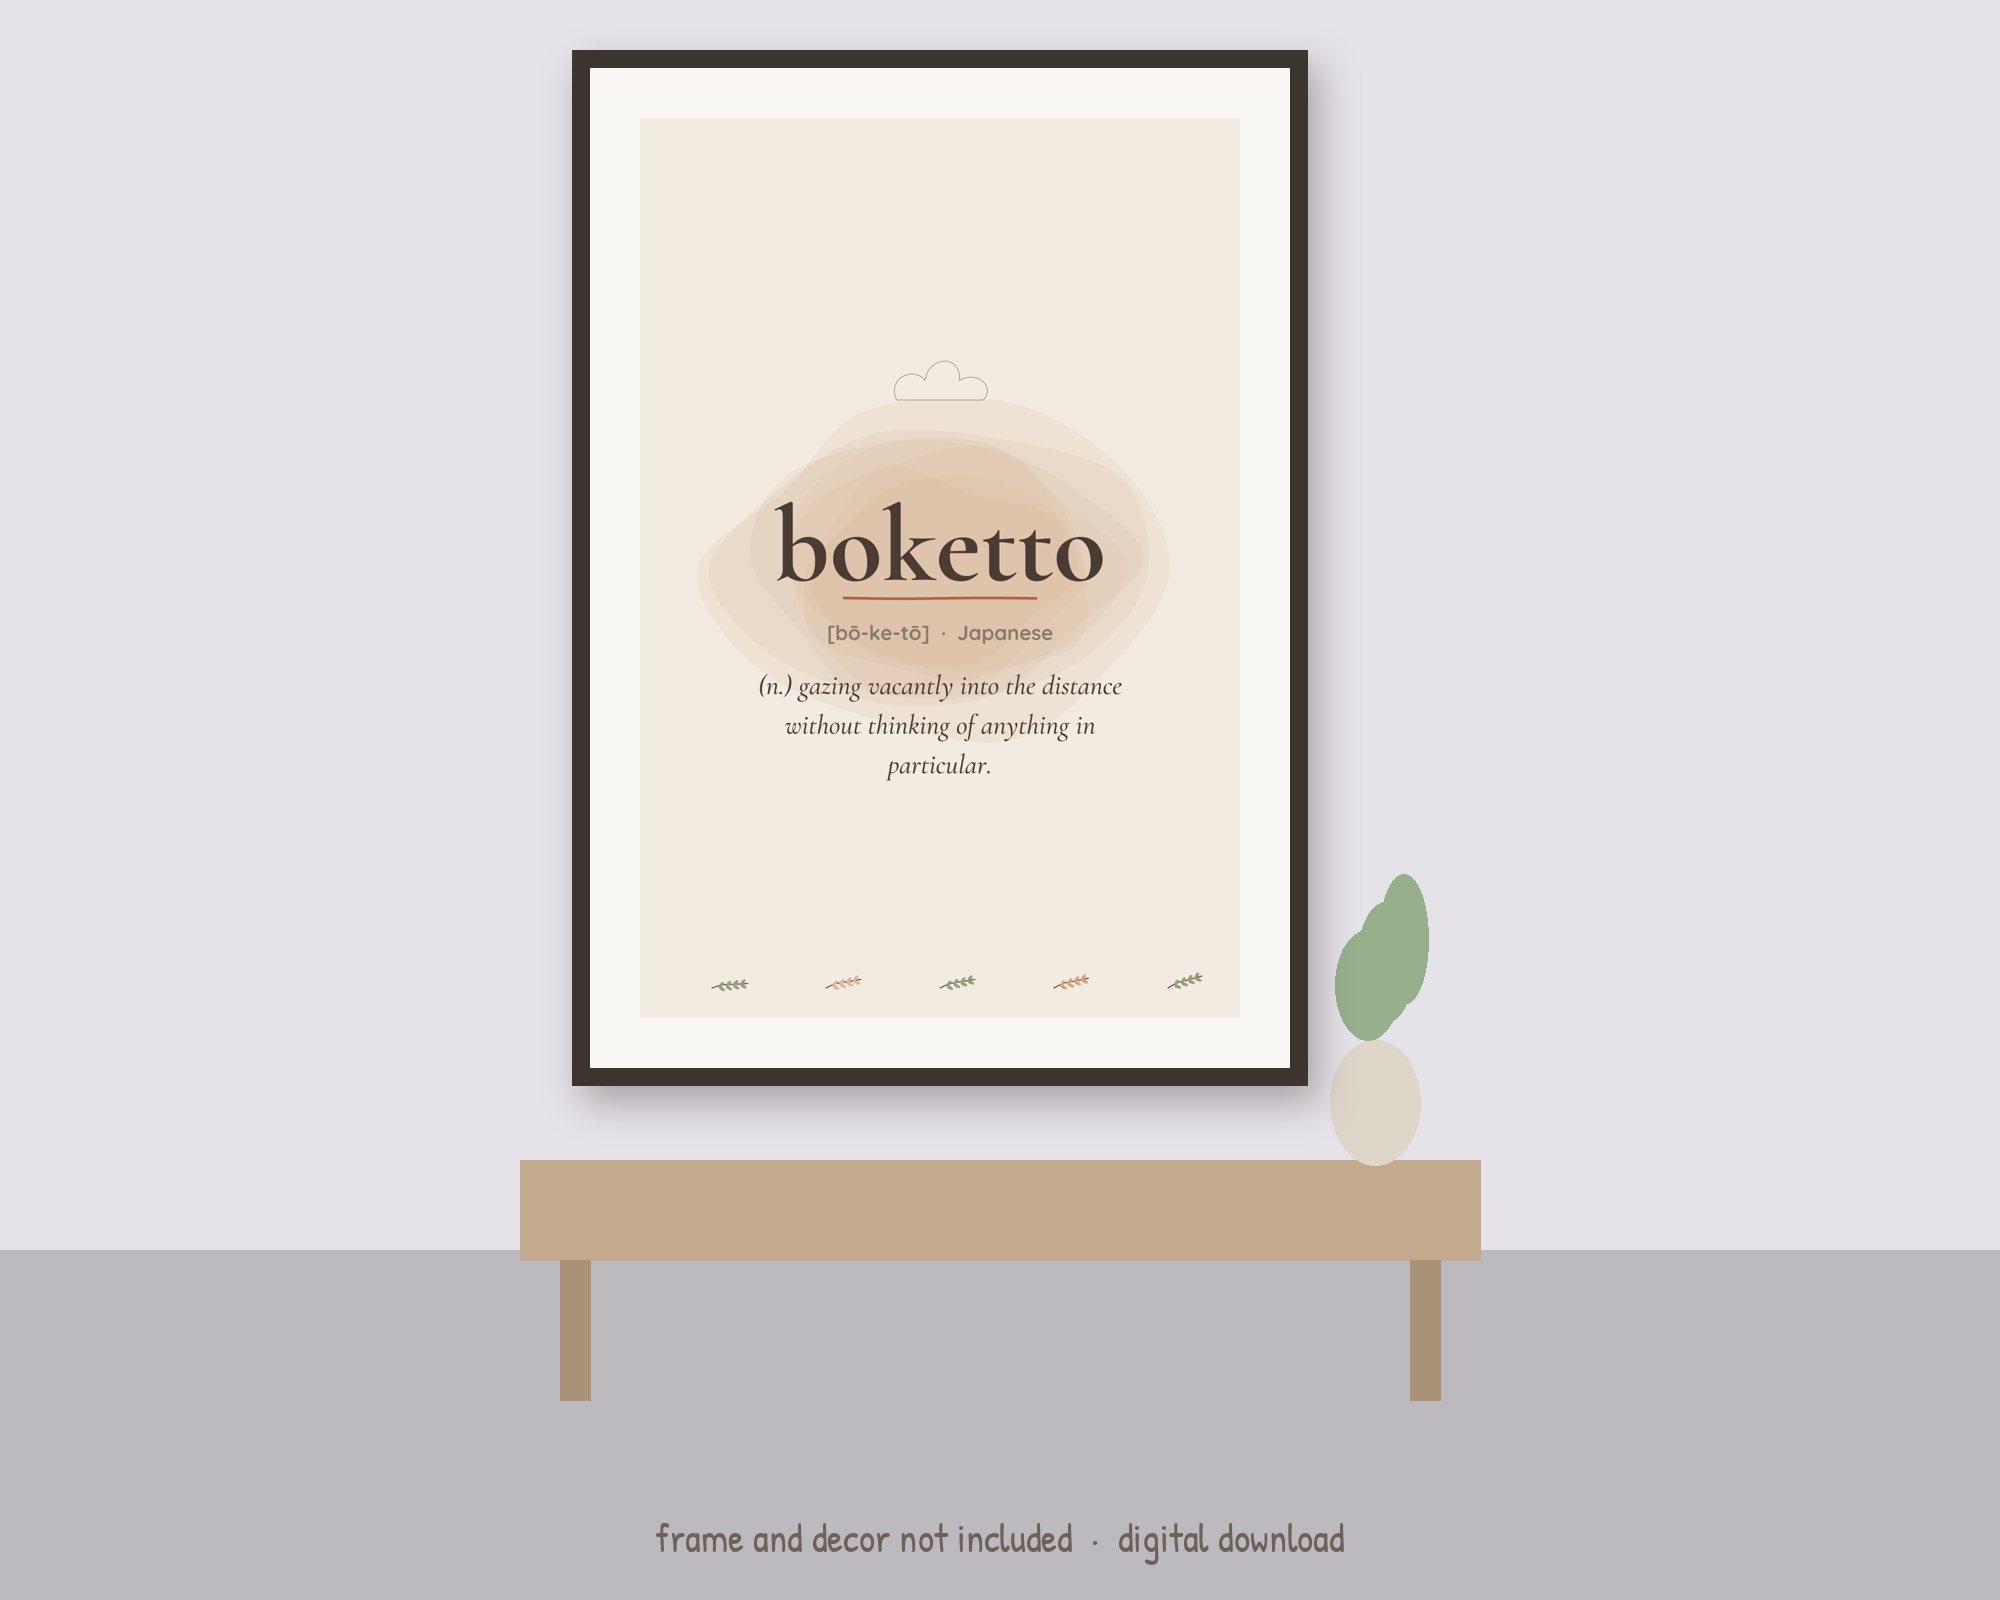 boketto
[bō-ke-tō] · Japanese
(n.) gazing vacantly into the distance
without thinking of anything in
particular.
frame and decor not included · digital download